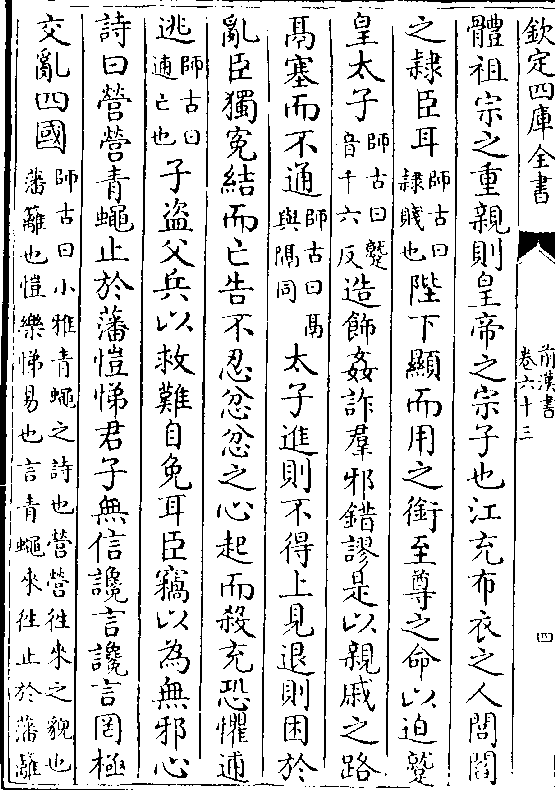 欽定四庫全書
前漢書
卷六十三
四
體祖宗之重親則皇帝之宗子也江充布衣之人閭閻
之隸臣耳師古曰隸賤也陛下顯而用之銜至尊之命以迫蹵
皇太子師古曰蹵音千六反造飾姦詐羣邪錯謬是以親戚之路
鬲塞而不通師古曰鬲與隔同太子進則不得上見退則困於
亂臣獨冤結而亡告不忍忿忿之心起而殺充恐懼逋
逃師古曰逋亡也子盜父兵以救難自免耳臣竊以為無邪心
詩曰營營青蠅止於藩愷悌君子無信讒言讒言罔極
交亂四國師古曰小雅青蠅之詩也營營往來之貌也藩籬也愷樂悌易也言青蠅來往止於藩籬